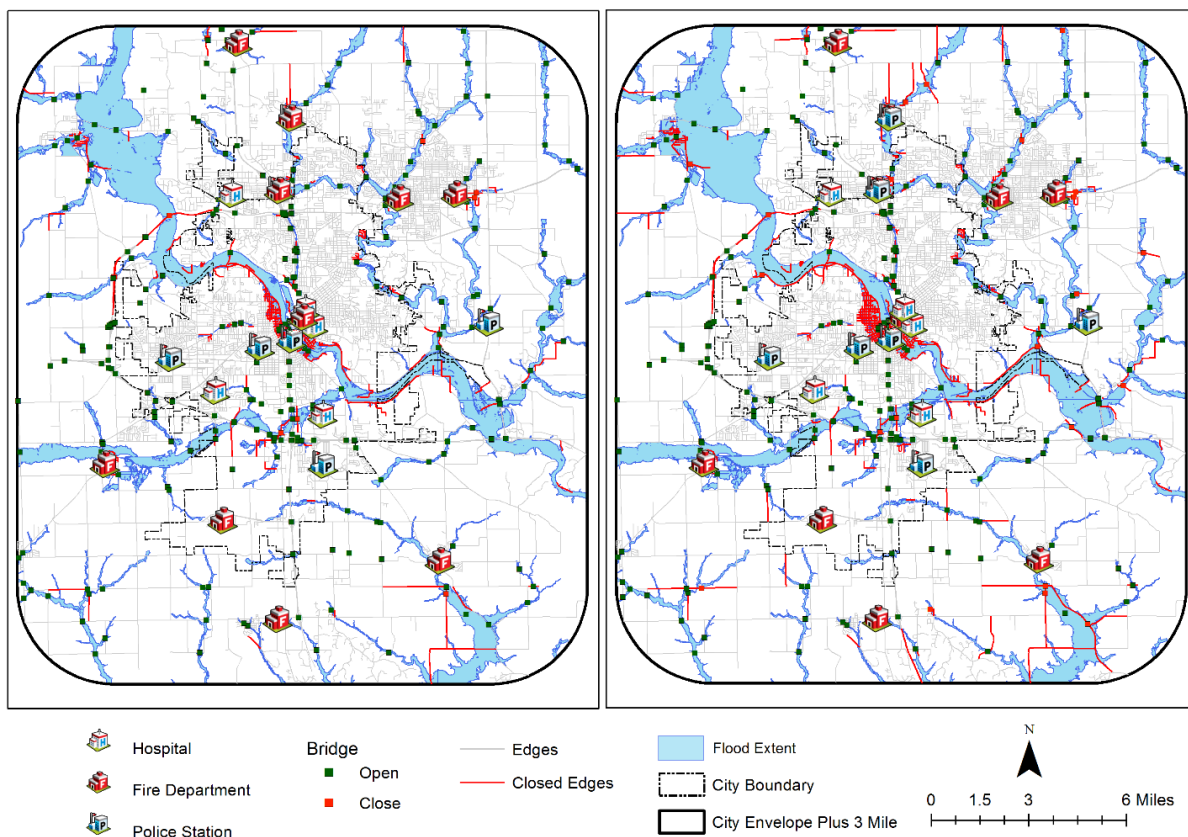 Hospital
Fire Department
Police Station
Bridge
Open
Close
Edges
Closed Edges
Flood Extent
City Boundary
City Envelope Plus 3 Mile
N
0 1.5 3 6 Miles